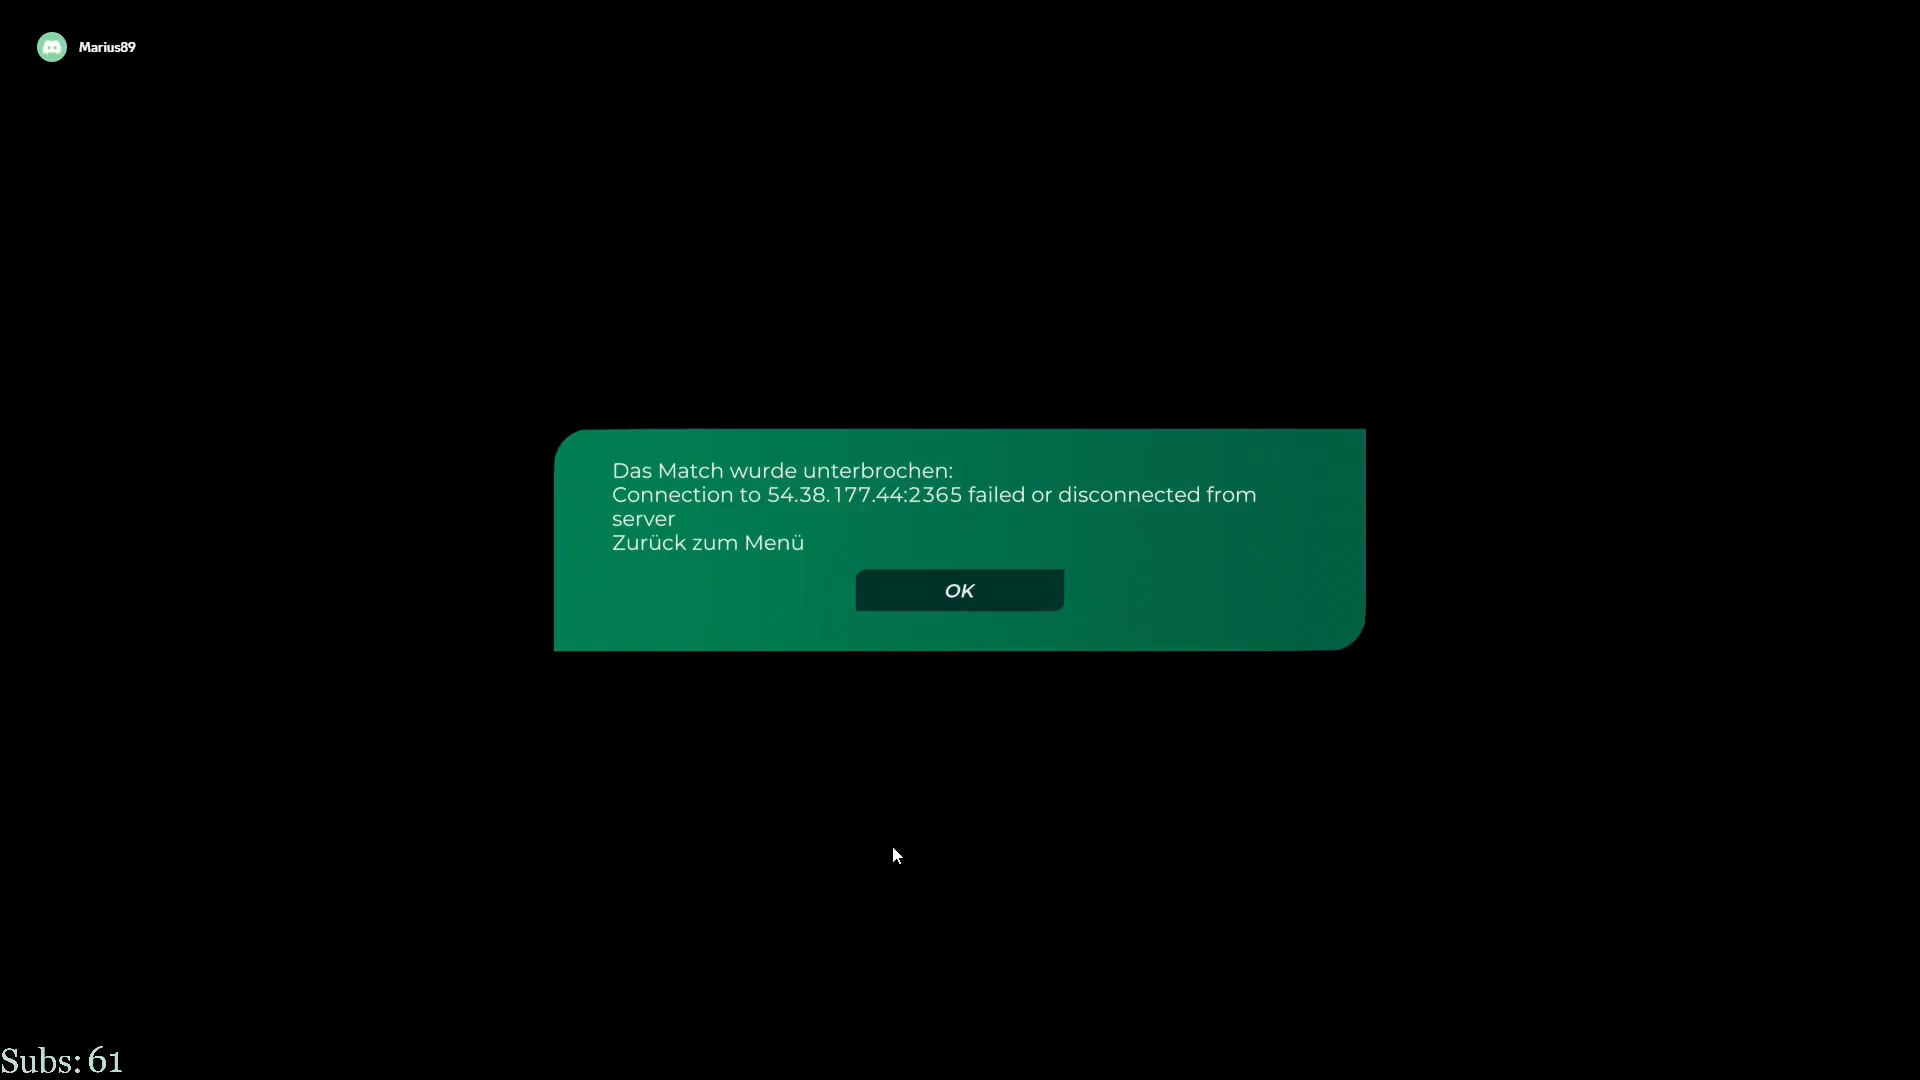 Marius89
Das Match wurde unterbrochen:
Connection to 54.38.177.44:2365 failed or disconnected from
server
Zurück zum Menü
OK
Subs: 61